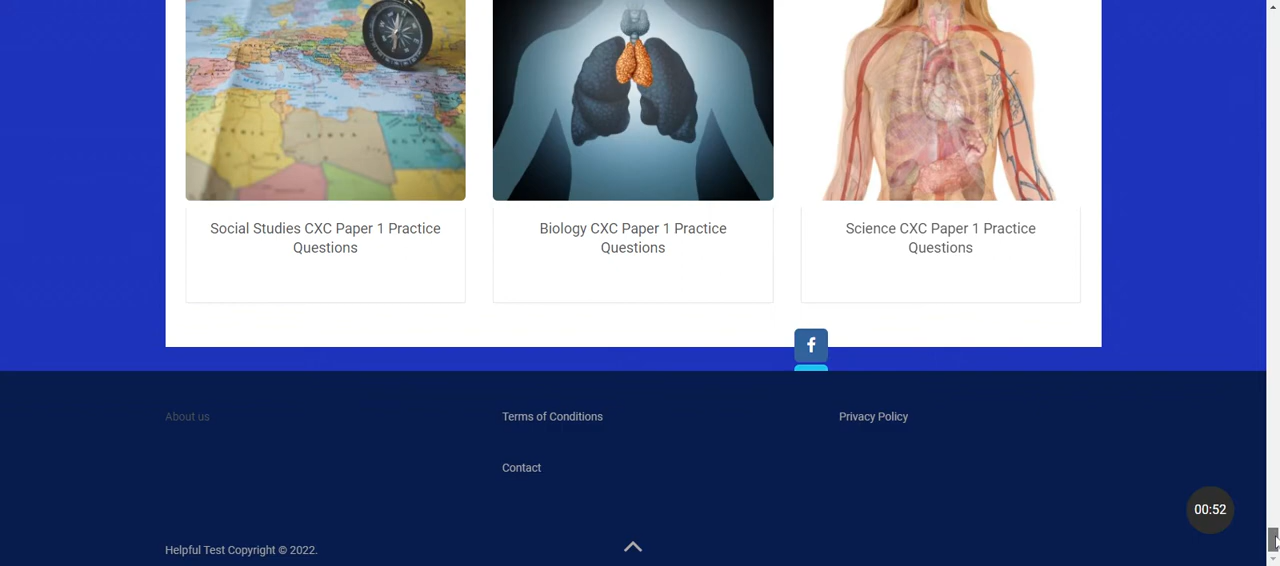 Social Studies CXC Paper 1 Practice
Questions
Biology CXC Paper 1 Practice
Questions
Science CXC Paper 1 Practice
Questions
f
About us
Terms of Conditions
Privacy Policy
Contact
00:52
Helpful Test Copyright © 2022.